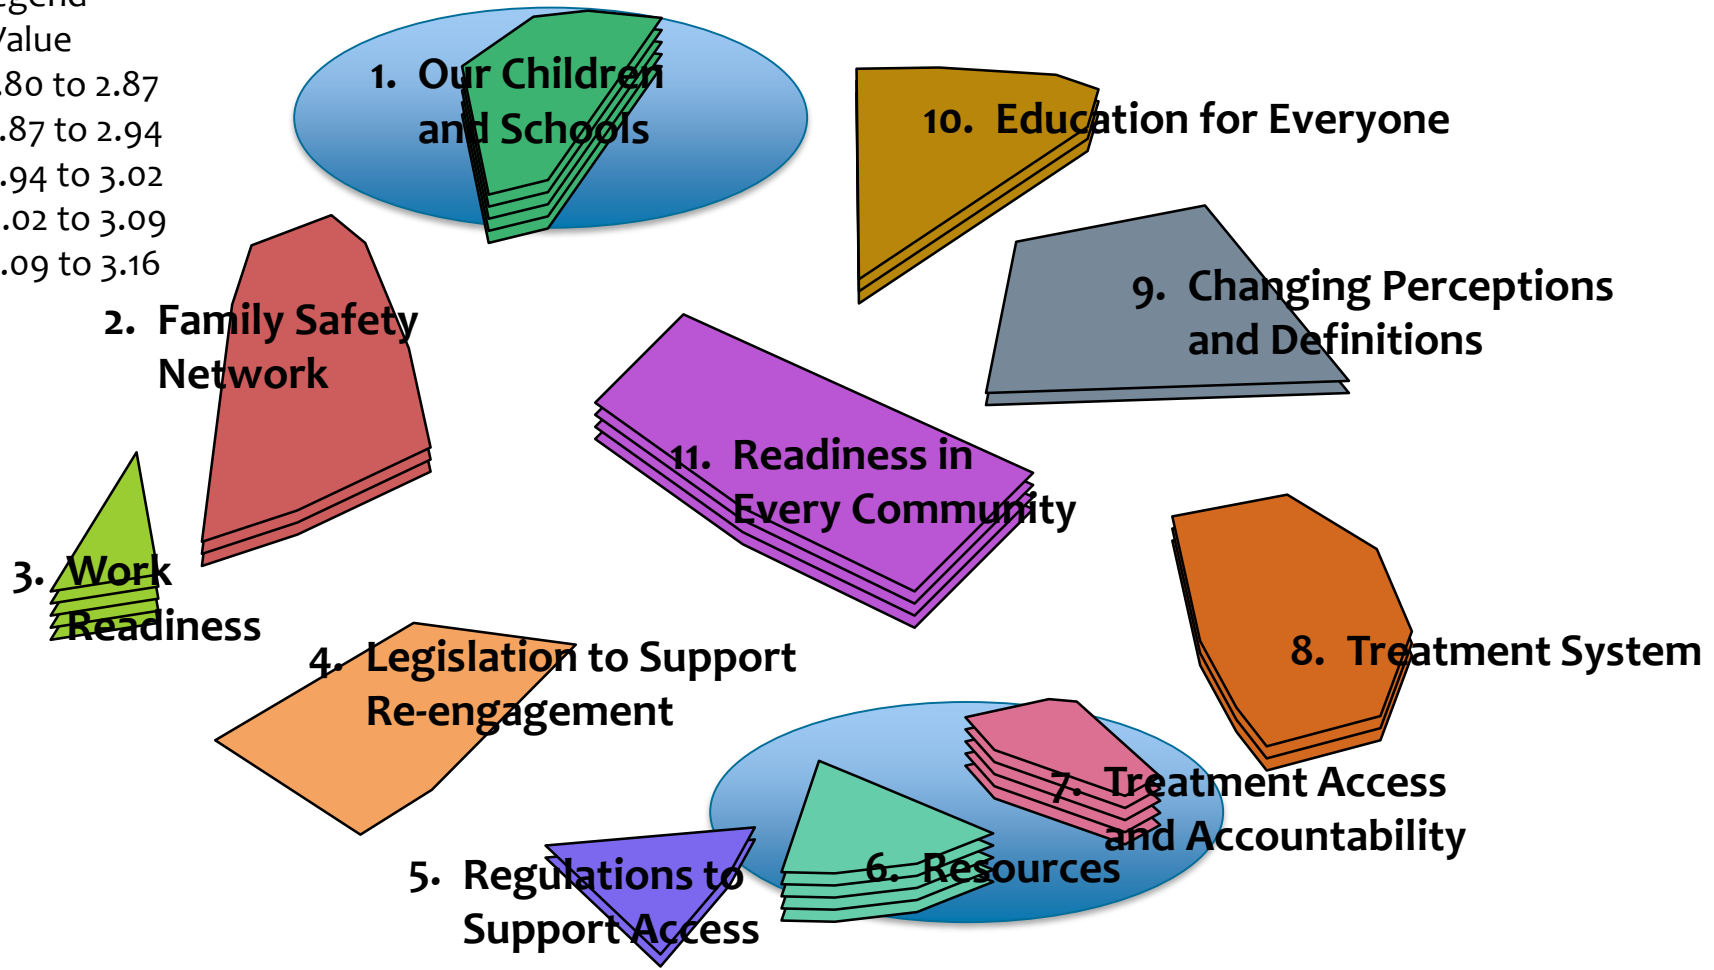 Value
.80 to 2.87
.87 to 2.94
.94 to 3.02
.02 to 3.09
.09 to 3.16
1. Our Children
and Schools
10. Education for Everyone
9. Changing Perceptions
and Definitions
2. Family Safety
Network
11. Readiness in
Every Community
3. Work
Readiness
4. Legislation to Support
Re-engagement
8. Treatment System
7. Treatment Access
and Accountability
6. Resources
5. Regulations to
Support Access